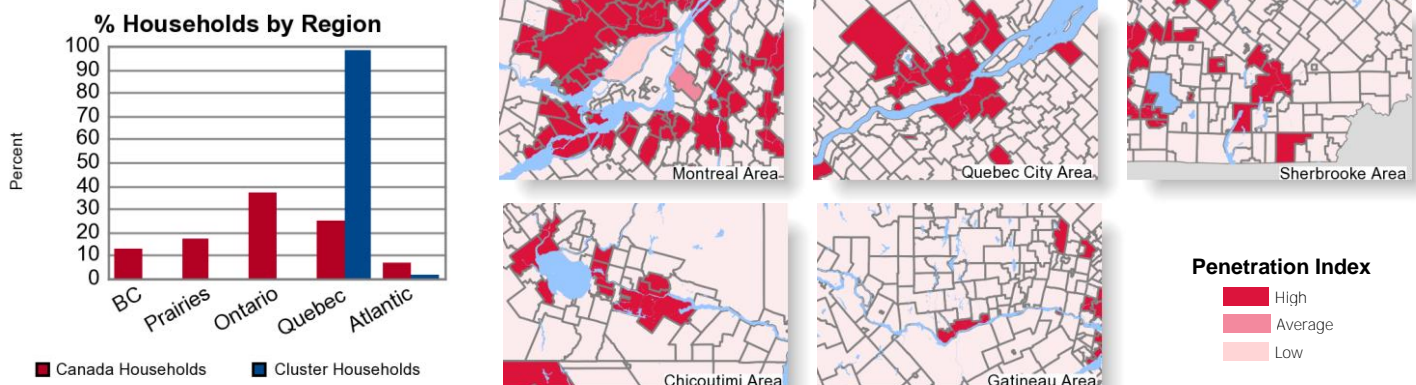 % Households by Region
Percent
100
90
80
70
60
50
40
30
20
10
0
BC
Prairies
Ontario
Quebec
Atlantic
Canada Households
Cluster Households
Montreal Area
Quebec City Area
Sherbrooke Area
Chicoutimi Area
Gatineau Area
Penetration Index
High
Average
Low